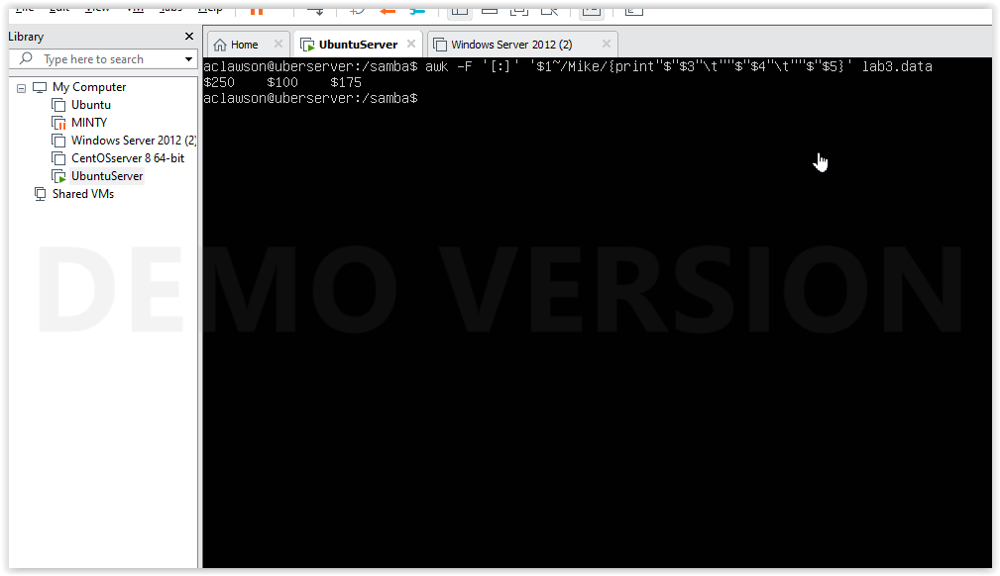 File Edit View VM Tabs Help
Library
Type here to search
My Computer
Ubuntu
MINTY
Windows Server 2012 (2)
CentOSserver 8 64-bit
UbuntuServer
Shared VMs
Home UbuntuServer Windows Server 2012 (2)
aclawson@uberserver:/samba$ awk -F '[:]' '$1~/Mike/{print"$"$3"\t""$"$4"\t""$"$5}' lab3.data
$250 $100 $175
aclawson@uberserver:/samba$
DEMO VERSION